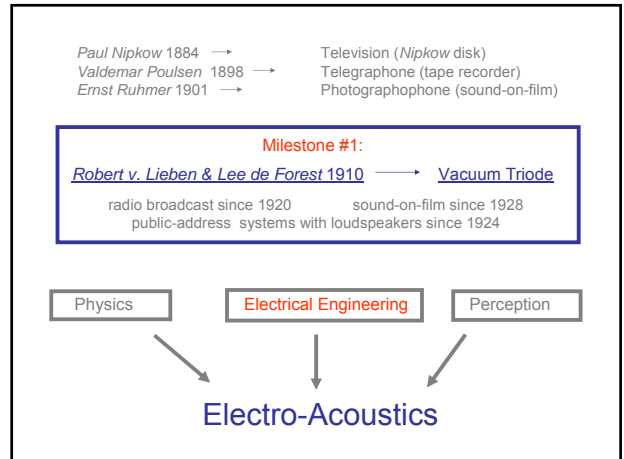 Paul Nipkow 1884 → Television (Nipkow disk)
Valdemar Poulsen 1898 → Telegraphone (tape recorder)
Ernst Ruhmer 1901 → Photographophone (sound-on-film)
Milestone #1:
Robert v. Lieben & Lee de Forest 1910 → Vacuum Triode
radio broadcast since 1920 sound-on-film since 1928
public-address systems with loudspeakers since 1924
Physics Electrical Engineering Perception
Electro-Acoustics